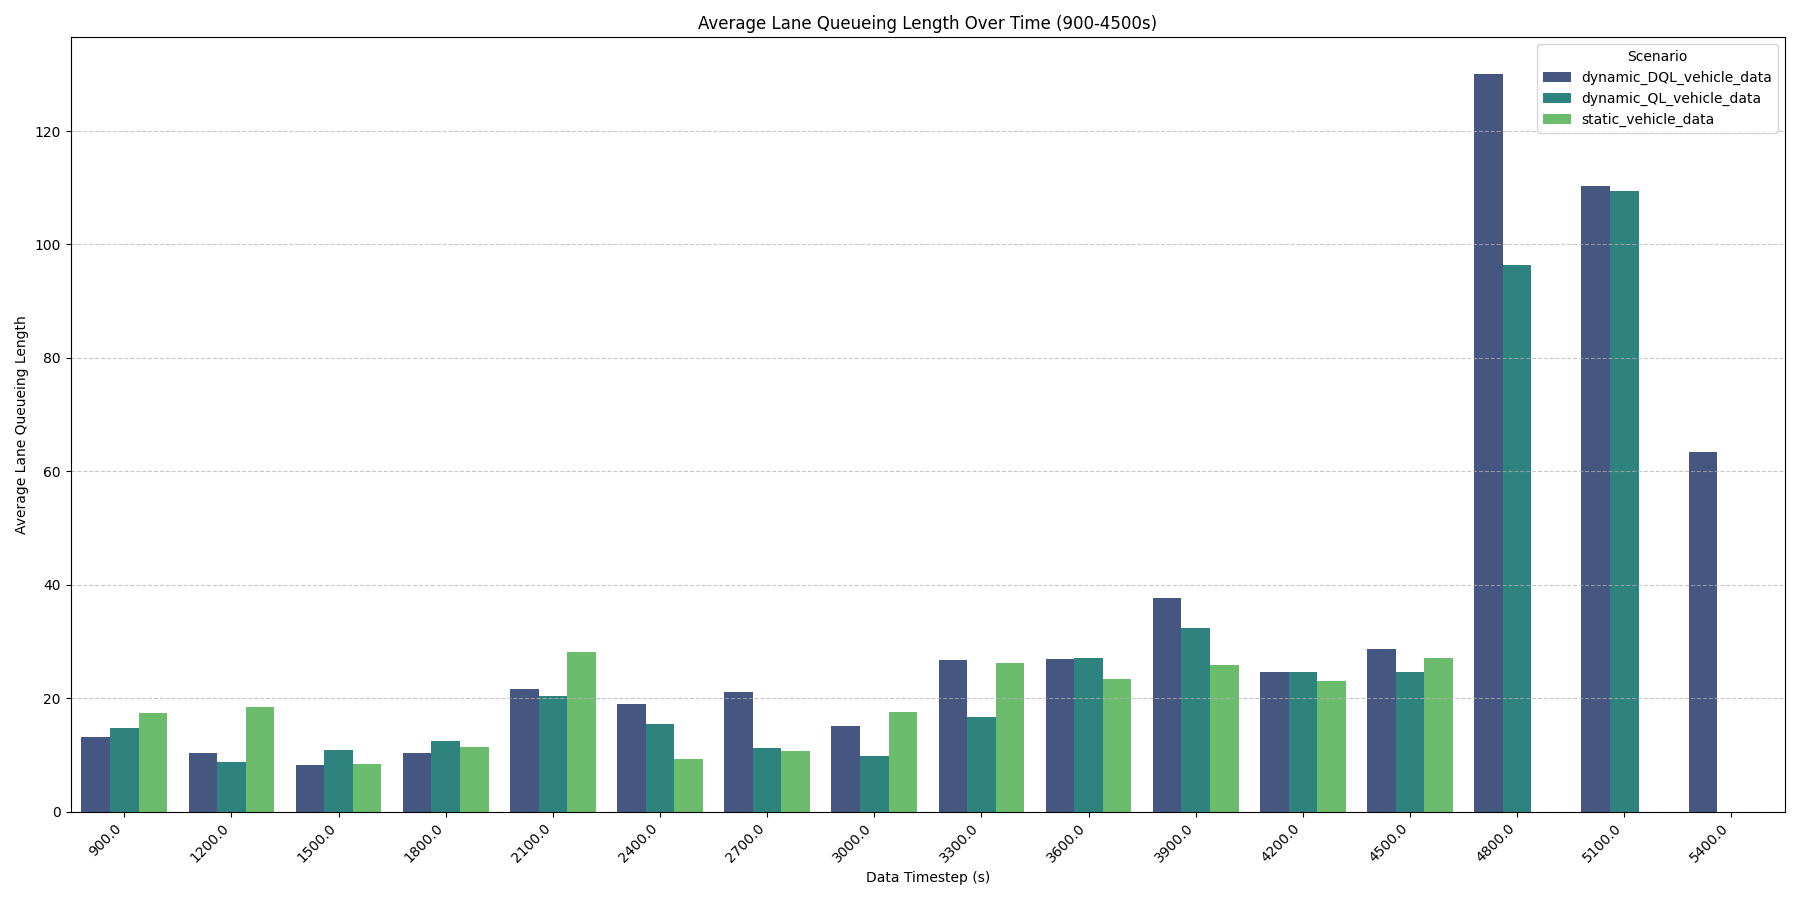 Average Lane Queueing Length Over Time (900-4500s)
Scenario
dynamic_DQL_vehicle_data
dynamic_QL_vehicle_data
static_vehicle_data
Average Lane Queueing Length
120
100
80
60
40
20
0
900.0 1200.0 1500.0 1800.0 2100.0 2400.0 2700.0 3000.0 3300.0 3600.0 3900.0 4200.0 4500.0 4800.0 5100.0 5400.0
Data Timestep (s)